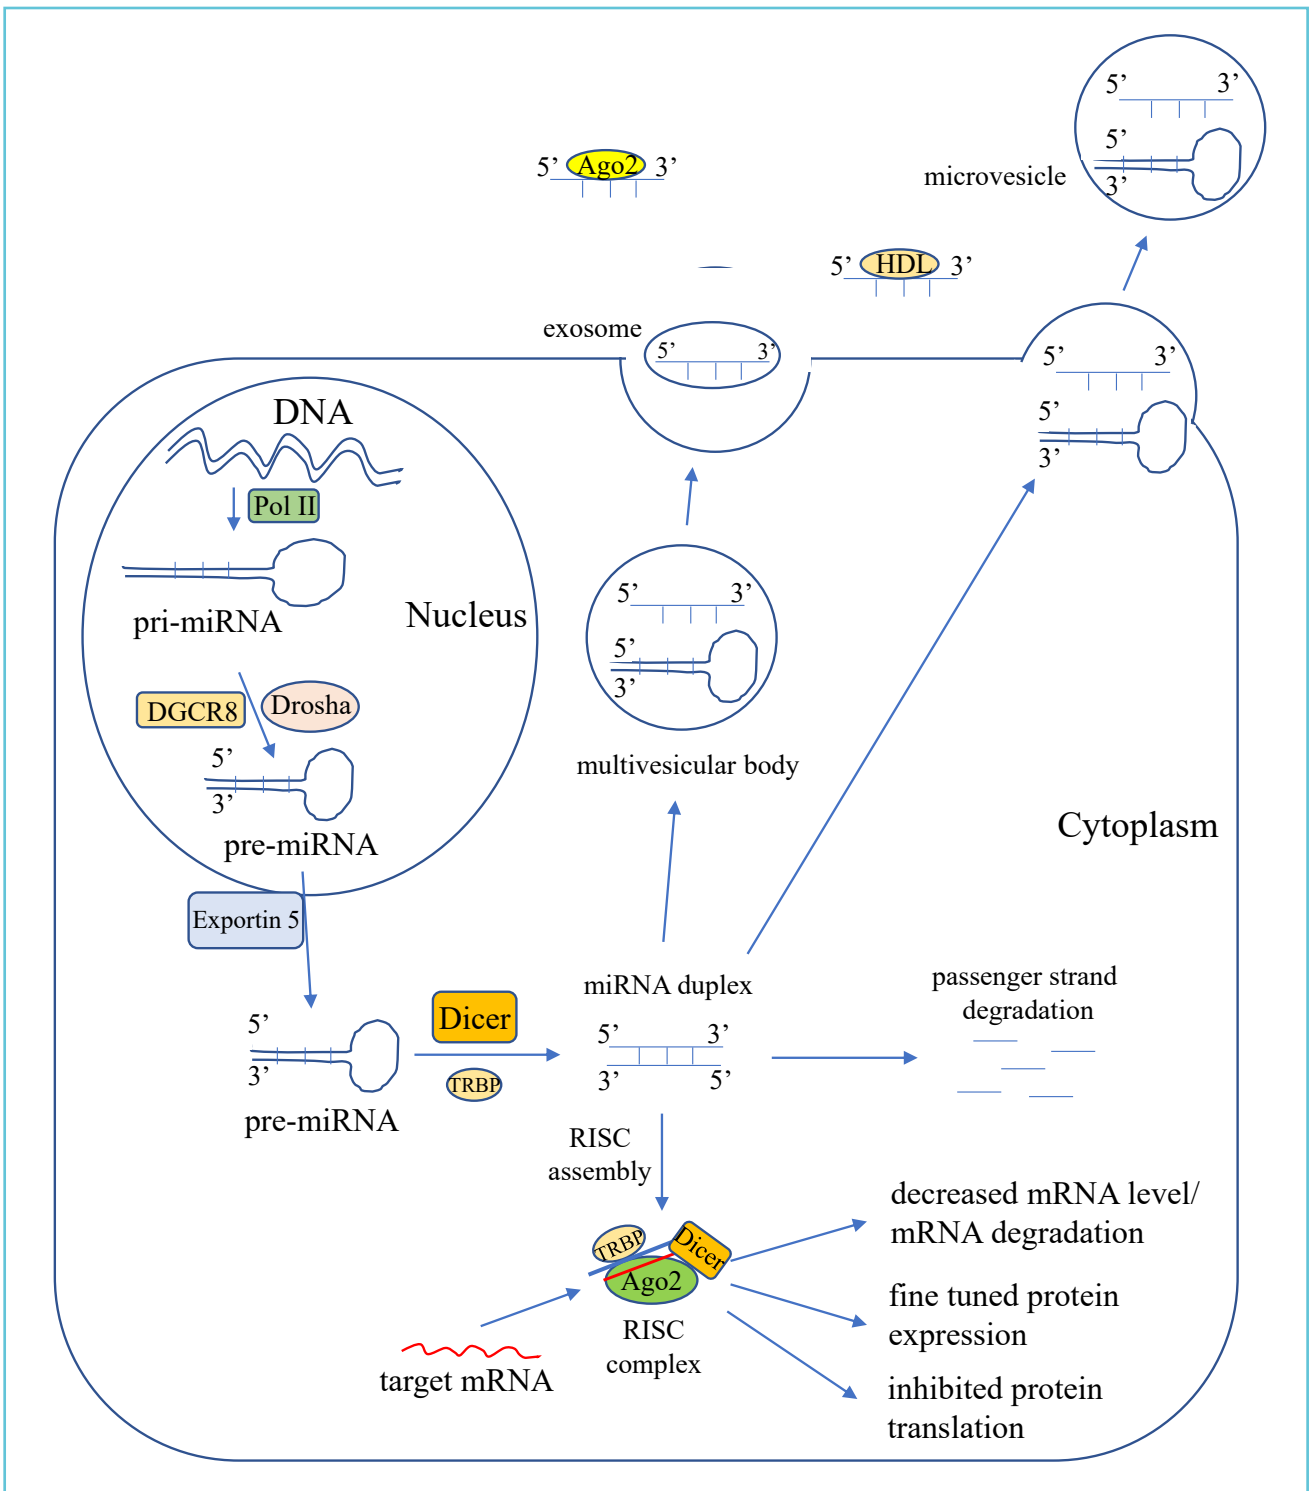 5’ 3’
5’
3’
microvesicle
5’ Ago2 3’
5’ HDL 3’
exosome
5’ 3’
5’ 3’
5’
3’
DNA
Pol II
pri-miRNA
Nucleus
DGCR8
Drosha
5’
3’
pre-miRNA
Exportin 5
5’ 3’
5’
3’
multivesicular body
Cytoplasm
5’
3’
pre-miRNA
Dicer
TRBP
miRNA duplex
5’ 3’
3’ 5’
passenger strand
degradation
RISC
assembly
TRBP
Dicer
Ago2
RISC
complex
target mRNA
decreased mRNA level/
mRNA degradation
fine tuned protein
expression
inhibited protein
translation